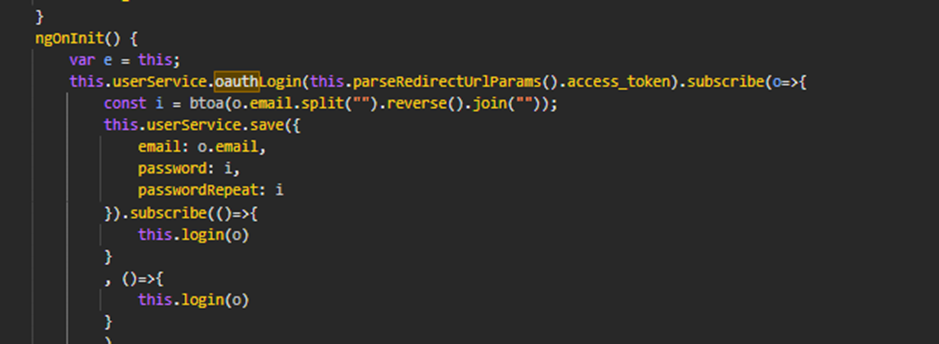 }
ngOnInit() {
var e = this;
this.userService.oauthLogin(this.parseRedirectUrlParams().access_token).subscribe(o=>{
const i = btoa(o.email.split("").reverse().join(""));
this.userService.save({
email: o.email,
password: i,
passwordRepeat: i
}).subscribe(()=>{
this.login(o)
}
, ()=>{
this.login(o)
}
)